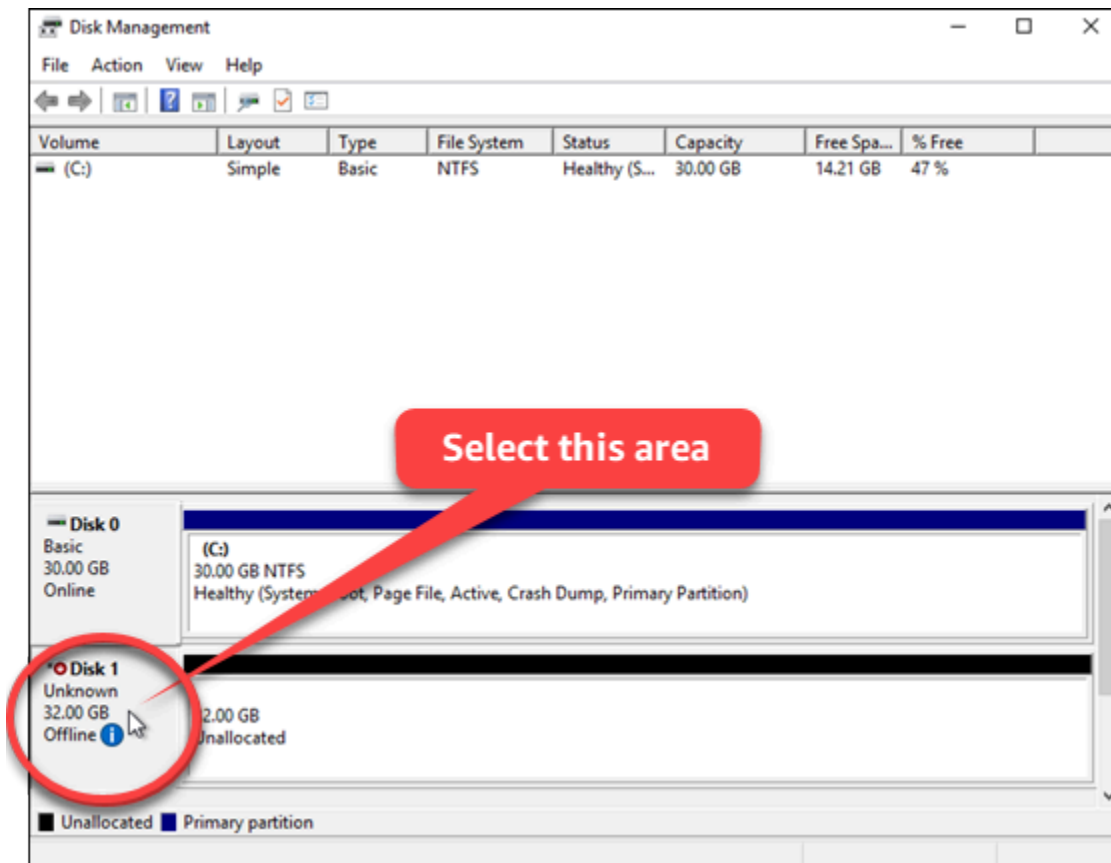 Disk Management
File Action View Help
Volume Layout Type File System Status Capacity Free Spa... % Free
(C:) Simple Basic NTFS Healthy (S... 30.00 GB 14.21 GB 47 %
Select this area
Disk 0
Basic
30.00 GB
Online
(C:)
30.00 GB NTFS
Healthy (System, Page File, Active, Crash Dump, Primary Partition)
Disk 1
Unknown
32.00 GB
Offline
GB
Unallocated
Unallocated Primary partition